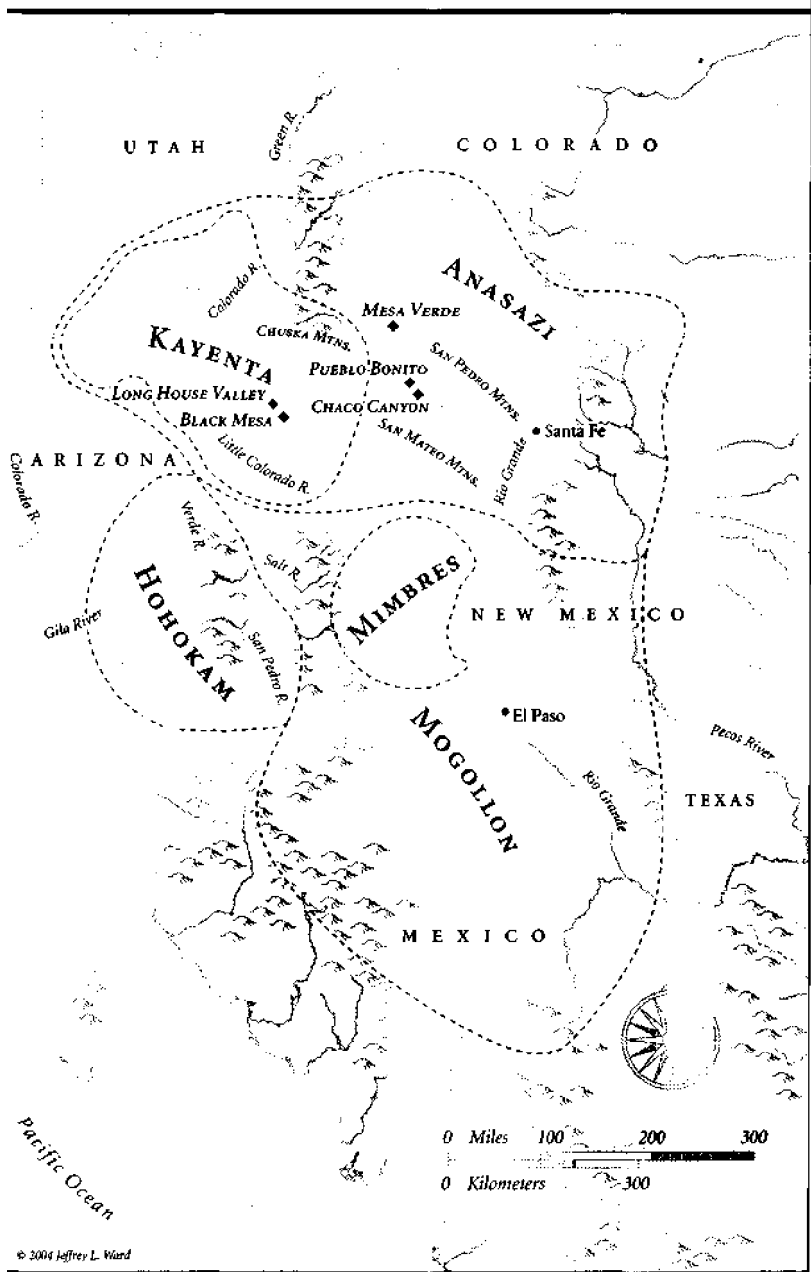 UTAH
Green R.
COLORADO
ANASAZI
Colorado R.
MESA VERDE
CHUSKA MTNS.
KAYENTA
SAN PEDRO MTNS.
PUEBLO BONITO
LONG HOUSE VALLEY
CHACO CANYON
BLACK MESA
SAN MATEO MTNS.
Santa Fe
Rio Grande
Little Colorado R.
ARIZONA
Colorado R.
Verde R.
Salt R.
HOHOKAM
MIMBRES
NEW MEXICO
Gila River
San Pedro R.
El Paso
MOGOLLON
Pecos River
Rio Grande
TEXAS
MEXICO
Pacific Ocean
0 Miles 100 200 300
0 Kilometers 300
© 2004 Jeffrey L. Ward